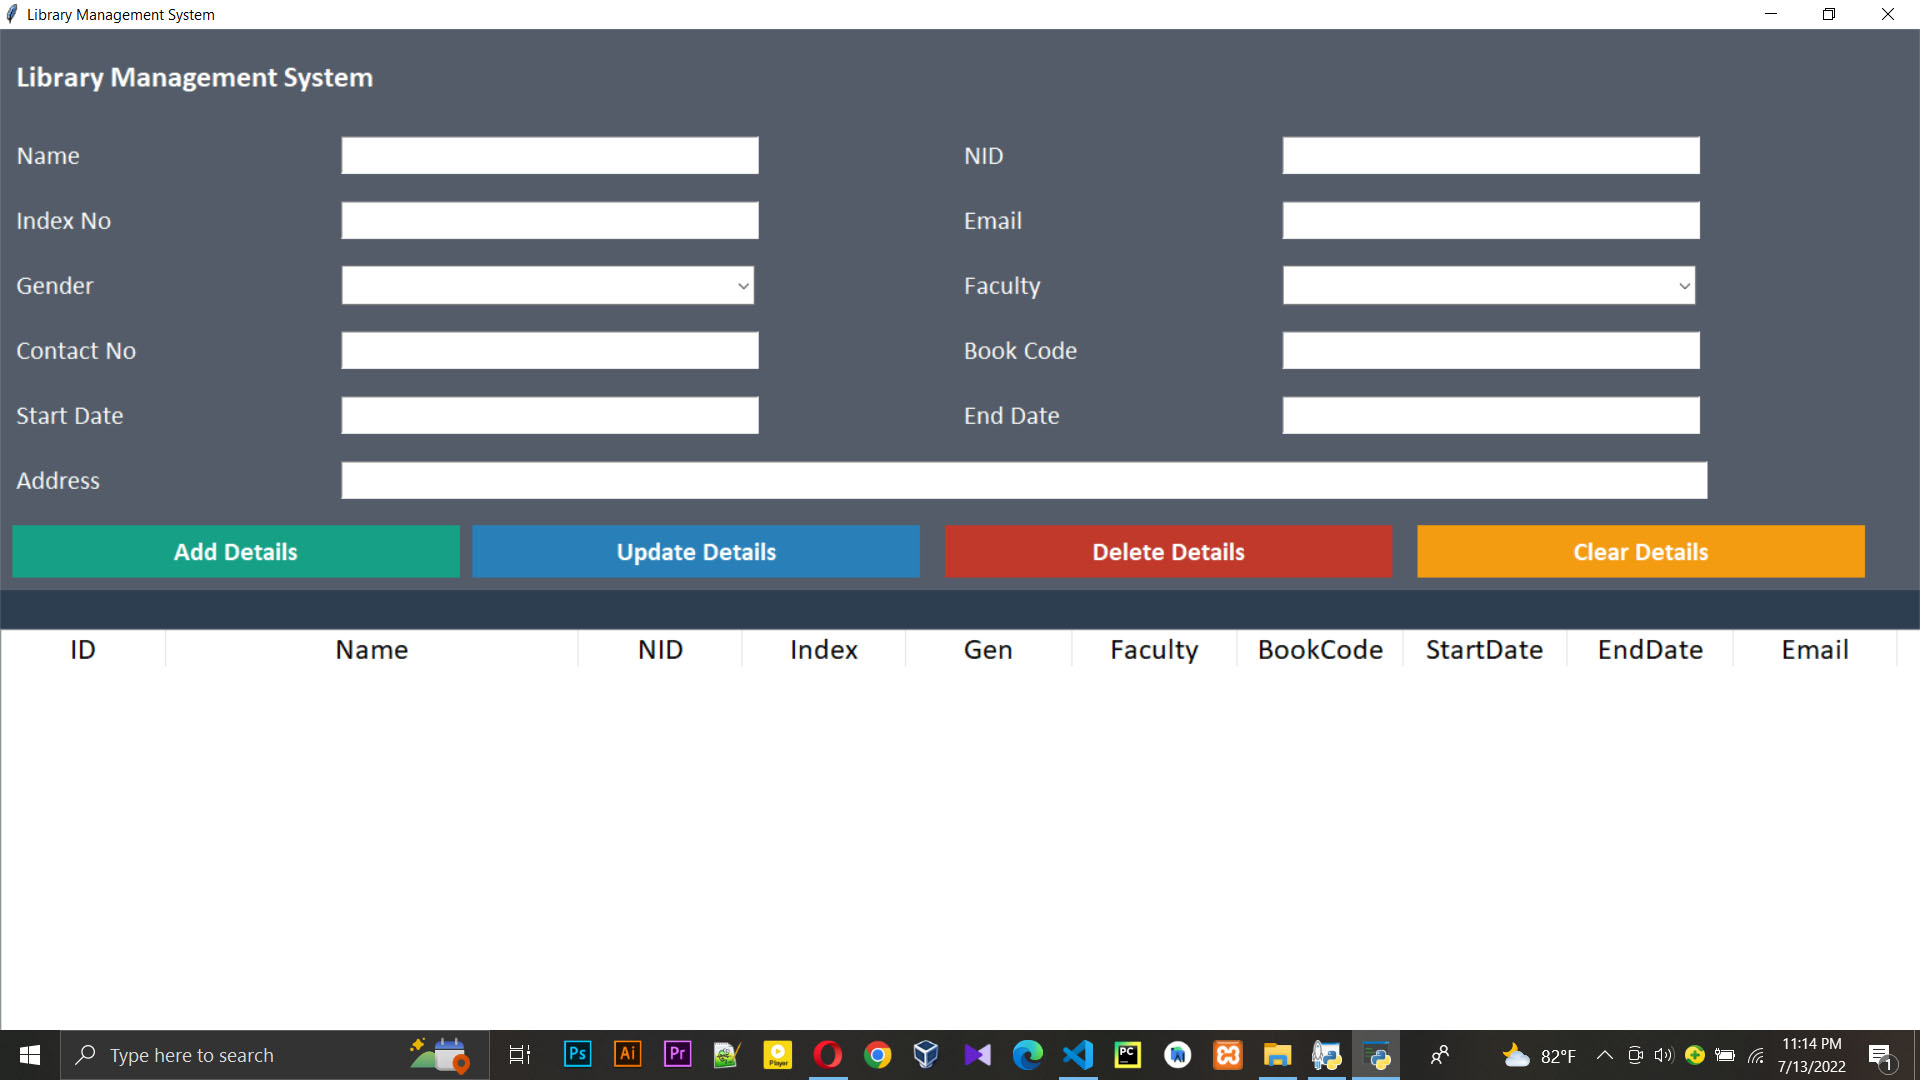 Library Management System
Library Management System
Name
NID
Index No
Email
Gender
Faculty
Contact No
Book Code
Start Date
End Date
Address
Add Details
Update Details
Delete Details
Clear Details
ID Name NID Index Gen Faculty BookCode StartDate EndDate Email
Type here to search
Ps
Ai
Pr
Player
PC
82°F
11:14 PM
7/13/2022
1